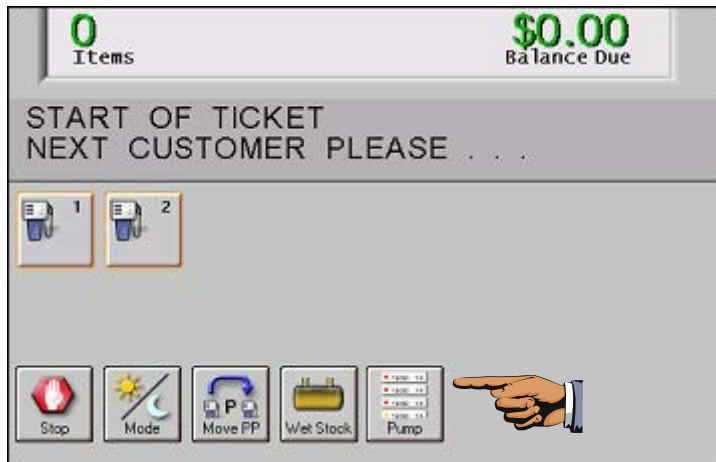 0
Items
$0.00
Balance Due
START OF TICKET
NEXT CUSTOMER PLEASE . . .
1
2
Stop
Mode
P
Move PP
Wet Stock
Pump